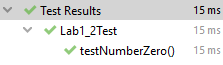 Test Results 15 ms
Lab1_2Test 15 ms
testNumberZero() 15 ms